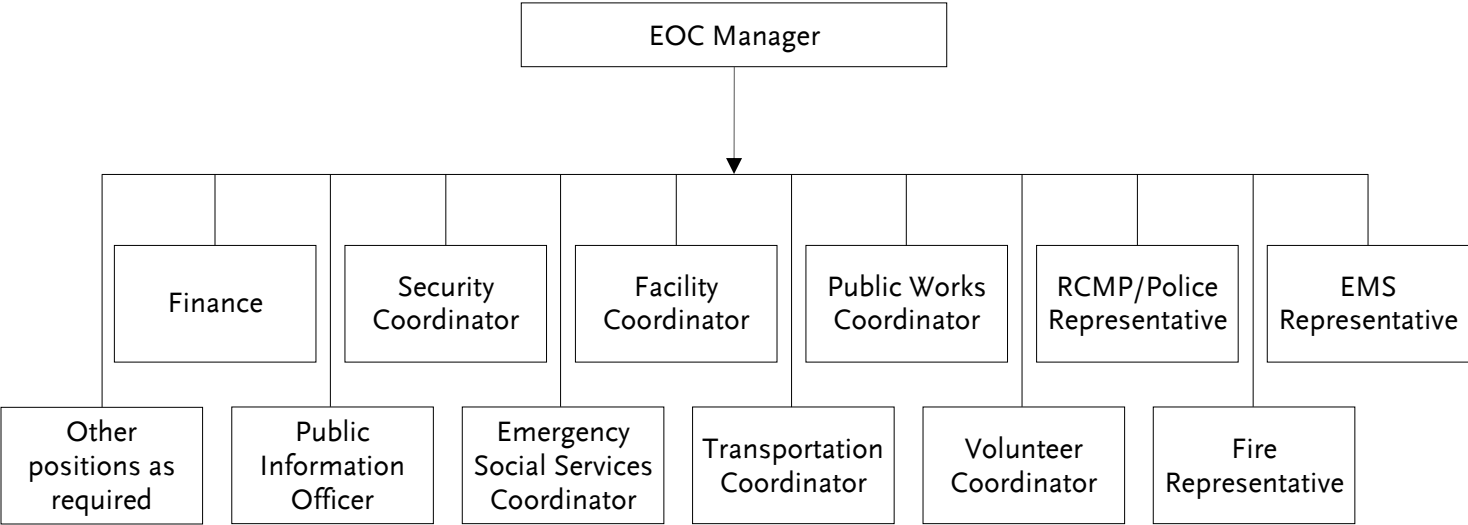 EOC Manager
Finance
Security
Coordinator
Facility
Coordinator
Public Works
Coordinator
RCMP/Police
Representative
EMS
Representative
Other
positions as
required
Public
Information
Officer
Emergency
Social Services
Coordinator
Transportation
Coordinator
Volunteer
Coordinator
Fire
Representative